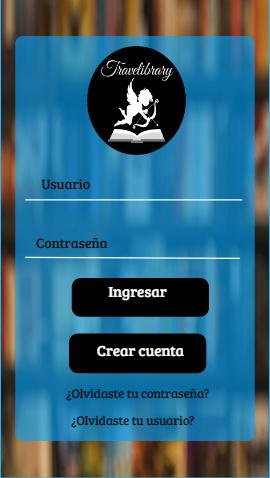 Travelibrary
Usuario
Contraseña
Ingresar
Crear cuenta
¿Olvidaste tu contraseña?
¿Olvidaste tu usuario?